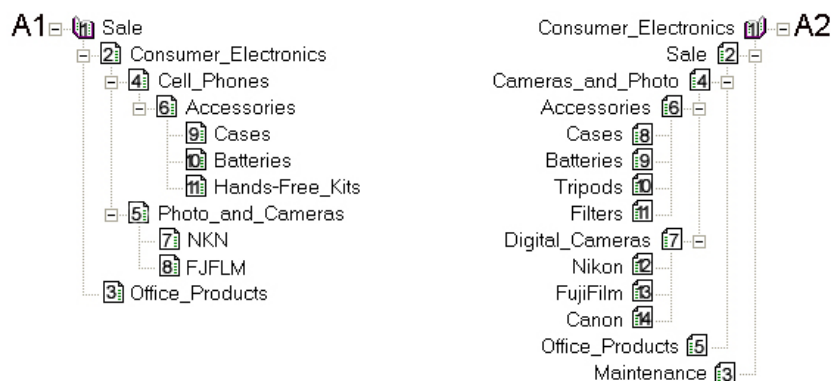 A1 1 Sale
2 Consumer_Electronics
4 Cell_Phones
6 Accessories
9 Cases
10 Batteries
11 Hands-Free_Kits
5 Photo_and_Cameras
7 NKN
8 FJFLM
3 Office_Products
Consumer_Electronics 1 A2
Sale 2
Cameras_and_Photo 4
Accessories 6
Cases 8
Batteries 9
Tripods 10
Filters 11
Digital_Cameras 7
Nikon 12
FujiFilm 13
Canon 14
Office_Products 5
Maintenance 3